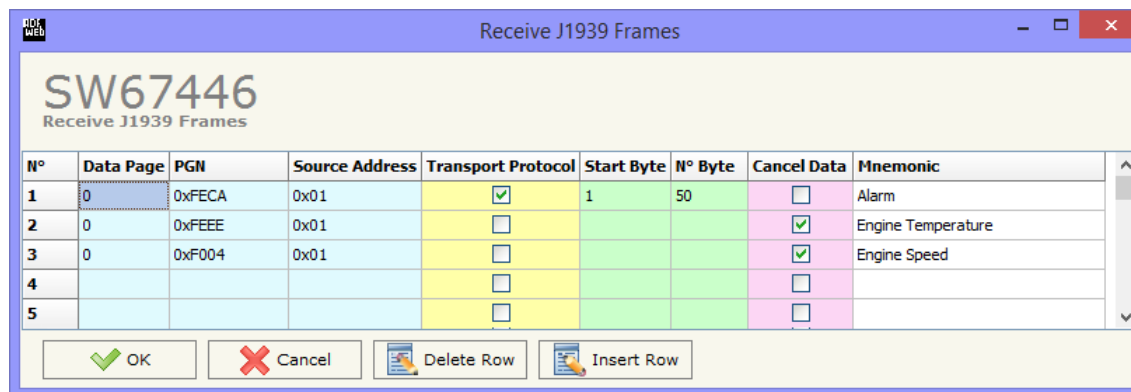 ADF
WEB
Receive J1939 Frames
SW67446
Receive J1939 Frames
N° Data Page PGN Source Address Transport Protocol Start Byte N° Byte Cancel Data Mnemonic
1 0 0xFECA 0x01 1 50 Alarm
2 0 0xFEEE 0x01 Engine Temperature
3 0 0xF004 0x01 Engine Speed
4
5
OK Cancel Delete Row Insert Row